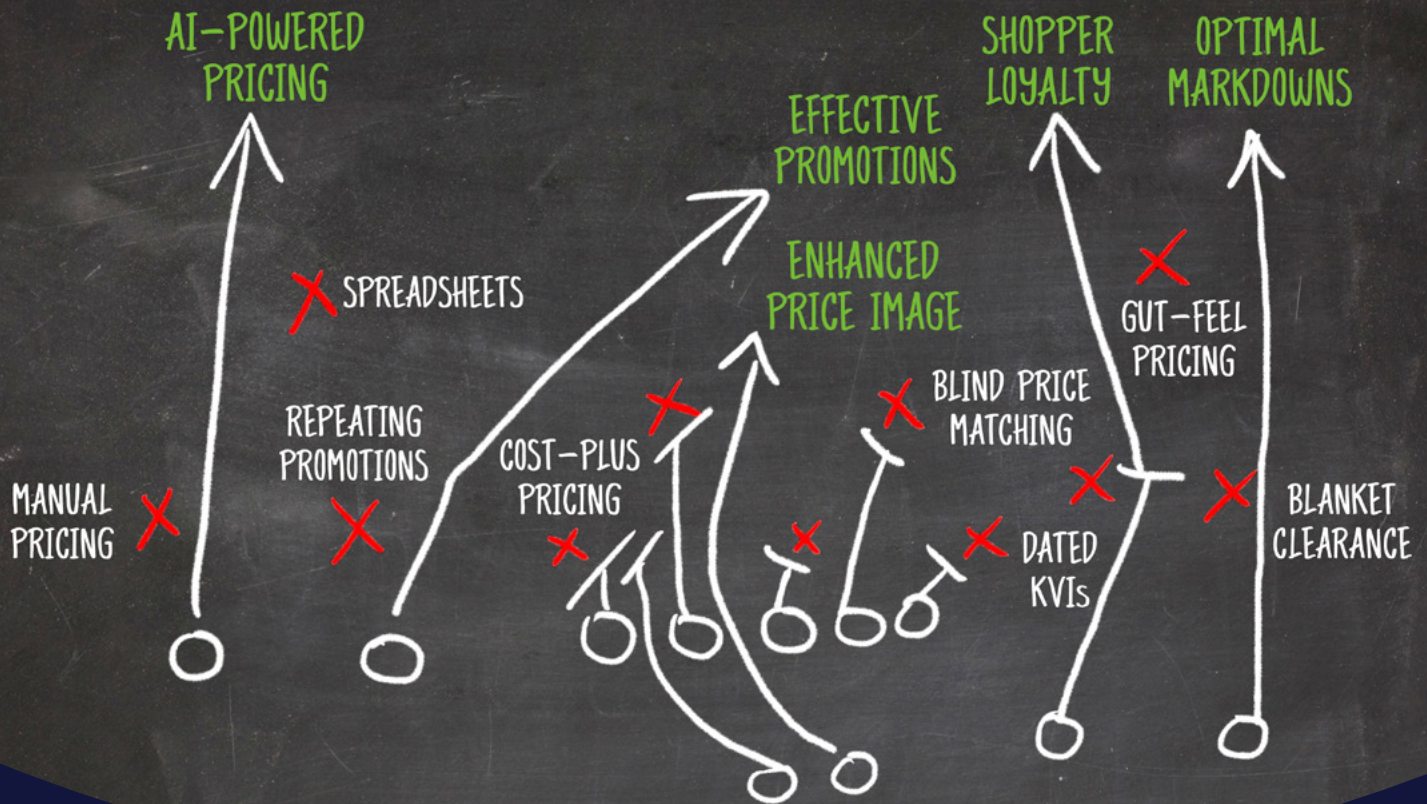 AI-POWERED
PRICING
SHOPPER
LOYALTY
OPTIMAL
MARKDOWNS
EFFECTIVE
PROMOTIONS
ENHANCED
PRICE IMAGE
SPREADSHEETS
GUT-FEEL
PRICING
BLIND PRICE
MATCHING
REPEATING
PROMOTIONS
COST-PLUS
PRICING
MANUAL
PRICING
DATED
KVIs
BLANKET
CLEARANCE